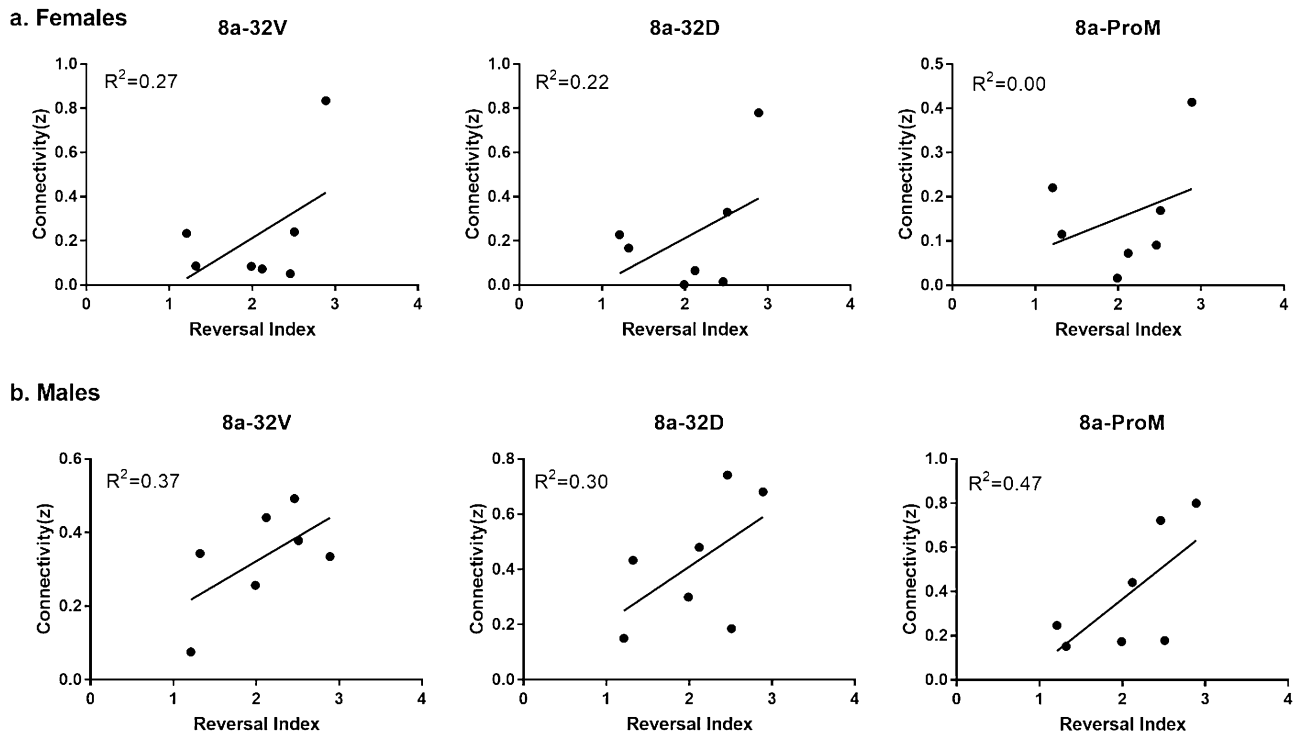 a. Females
8a-32V
8a-32D
8a-ProM
R²=0.27
R²=0.22
R²=0.00
Connectivity(z)
1.0
0.8
0.6
0.4
0.2
0.0
0 1 2 3 4
Reversal Index
Connectivity(z)
1.0
0.8
0.6
0.4
0.2
0.0
0 1 2 3 4
Reversal Index
Connectivity(z)
0.5
0.4
0.3
0.2
0.1
0.0
0 1 2 3 4
Reversal Index
b. Males
8a-32V
8a-32D
8a-ProM
R²=0.37
R²=0.30
R²=0.47
Connectivity(z)
0.6
0.4
0.2
0.0
0 1 2 3 4
Reversal Index
Connectivity(z)
0.8
0.6
0.4
0.2
0.0
0 1 2 3 4
Reversal Index
Connectivity(z)
1.0
0.8
0.6
0.4
0.2
0.0
0 1 2 3 4
Reversal Index